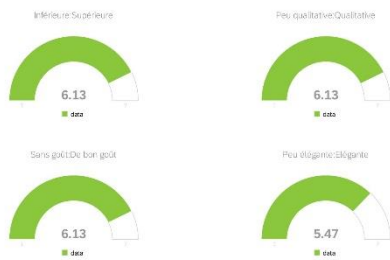 Inférieure:Supérieure
Peu qualitative:Qualitative
6.13
6.13
data
data
Sans goût:De bon goût
Peu élégante:Elégante
6.13
5.47
data
data